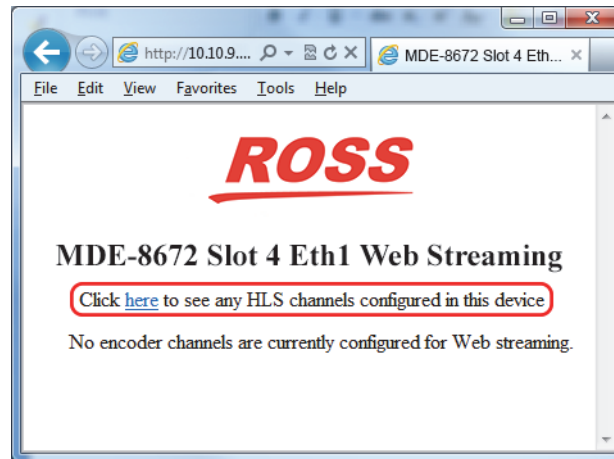 http://10.10.9....
MDE-8672 Slot 4 Eth...
File Edit View Favorites Tools Help
ROSS
MDE-8672 Slot 4 Eth1 Web Streaming
Click here to see any HLS channels configured in this device
No encoder channels are currently configured for Web streaming.